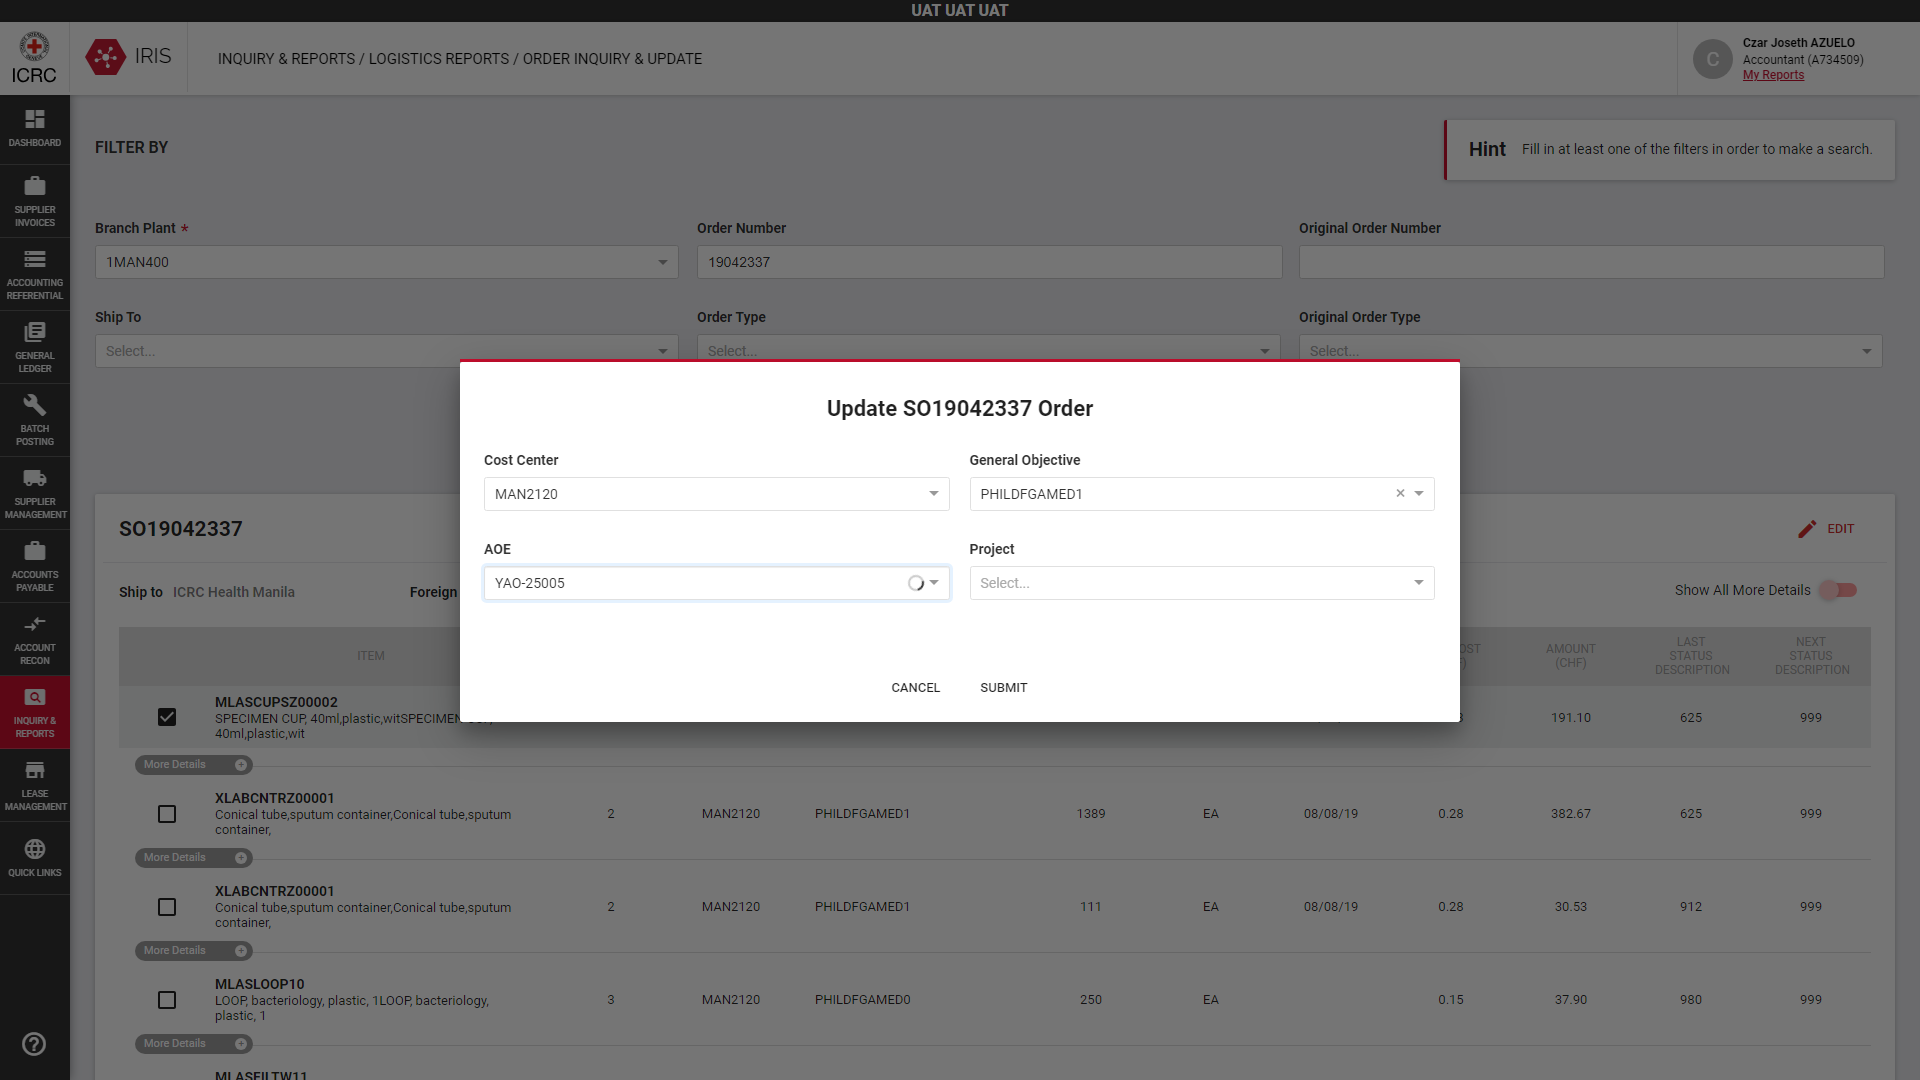 UAT UAT UAT
ICRC
IRIS
INQUIRY & REPORTS / LOGISTICS REPORTS / ORDER INQUIRY & UPDATE
C
Czar Joseth AZUELO
Accountant (A734509)
My Reports
DASHBOARD
SUPPLIER
INVOICES
ACCOUNTING
REFERENTIAL
GENERAL
LEDGER
BATCH
POSTING
SUPPLIER
MANAGEMENT
ACCOUNTS
PAYABLE
ACCOUNT
RECON
INQUIRY &
REPORTS
LEASE
MANAGEMENT
QUICK LINKS
FILTER BY
Hint Fill in at least one of the filters in order to make a search.
Branch Plant *
1MAN400
Order Number
19042337
Original Order Number
Ship To
Select...
Order Type
Select...
Original Order Type
Select...
Update SO19042337 Order
Cost Center
MAN2120
General Objective
PHILDFGAMED1
AOE
YAO-25005
Project
Select...
CANCEL
SUBMIT
SO19042337
EDIT
Ship to ICRC Health Manila
Foreign
Show All More Details
ITEM
AMOUNT
(CHF)
LAST
STATUS
DESCRIPTION
NEXT
STATUS
DESCRIPTION
MLASCUPSZ00002
SPECIMEN CUP, 40ml,plastic,witSPECIMEN
40ml,plastic,wit
191.10 625 999
More Details
XLABCNTRZ00001
Conical tube,sputum container,Conical tube,sputum
container,
2 MAN2120 PHILDFGAMED1 1389 EA 08/08/19 0.28 382.67 625 999
More Details
XLABCNTRZ00001
Conical tube,sputum container,Conical tube,sputum
container,
2 MAN2120 PHILDFGAMED1 111 EA 08/08/19 0.28 30.53 912 999
More Details
MLASLOOP10
LOOP, bacteriology, plastic, 1LOOP, bacteriology,
plastic, 1
3 MAN2120 PHILDFGAMED0 250 EA 0.15 37.90 980 999
More Details
MLASFILTW11